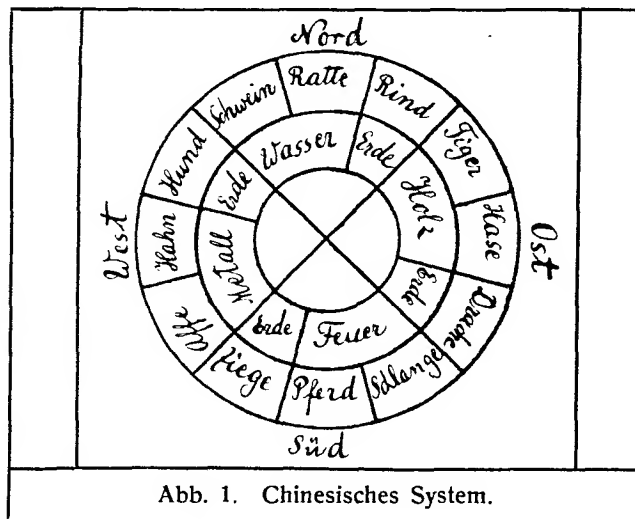 Nord
Ratte
Rind
Tiger
Hase
Drache
Schlange
Pferd
Ziege
Affe
Hahn
Hund
Schwein
Wasser
Erde
Holz
Erde
Feuer
Erde
Metall
Erde
West
Ost
Süd
Abb. 1. Chinesisches System.